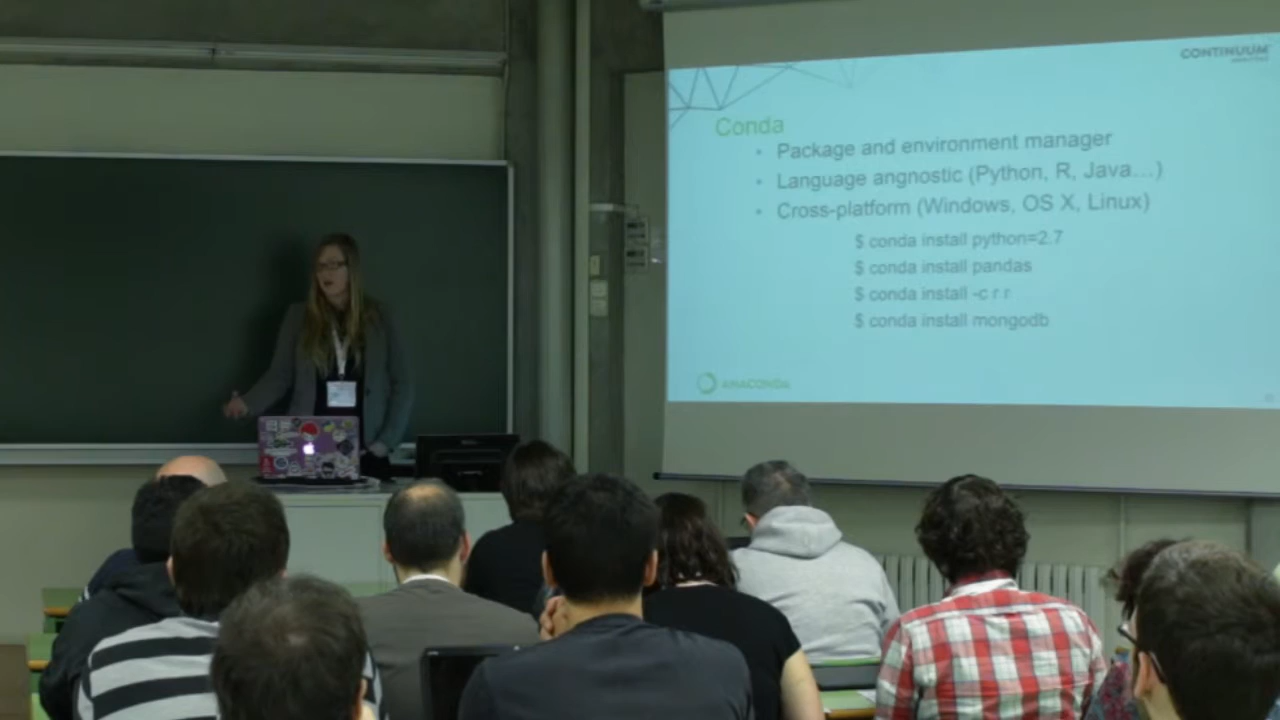 CONTINUUM
Conda
• Package and environment manager
• Language angnostic (Python, R, Java...)
• Cross-platform (Windows, OS X, Linux)
$ conda install python=2.7
$ conda install pandas
$ conda install -c r r
$ conda install mongodb
ANACONDA